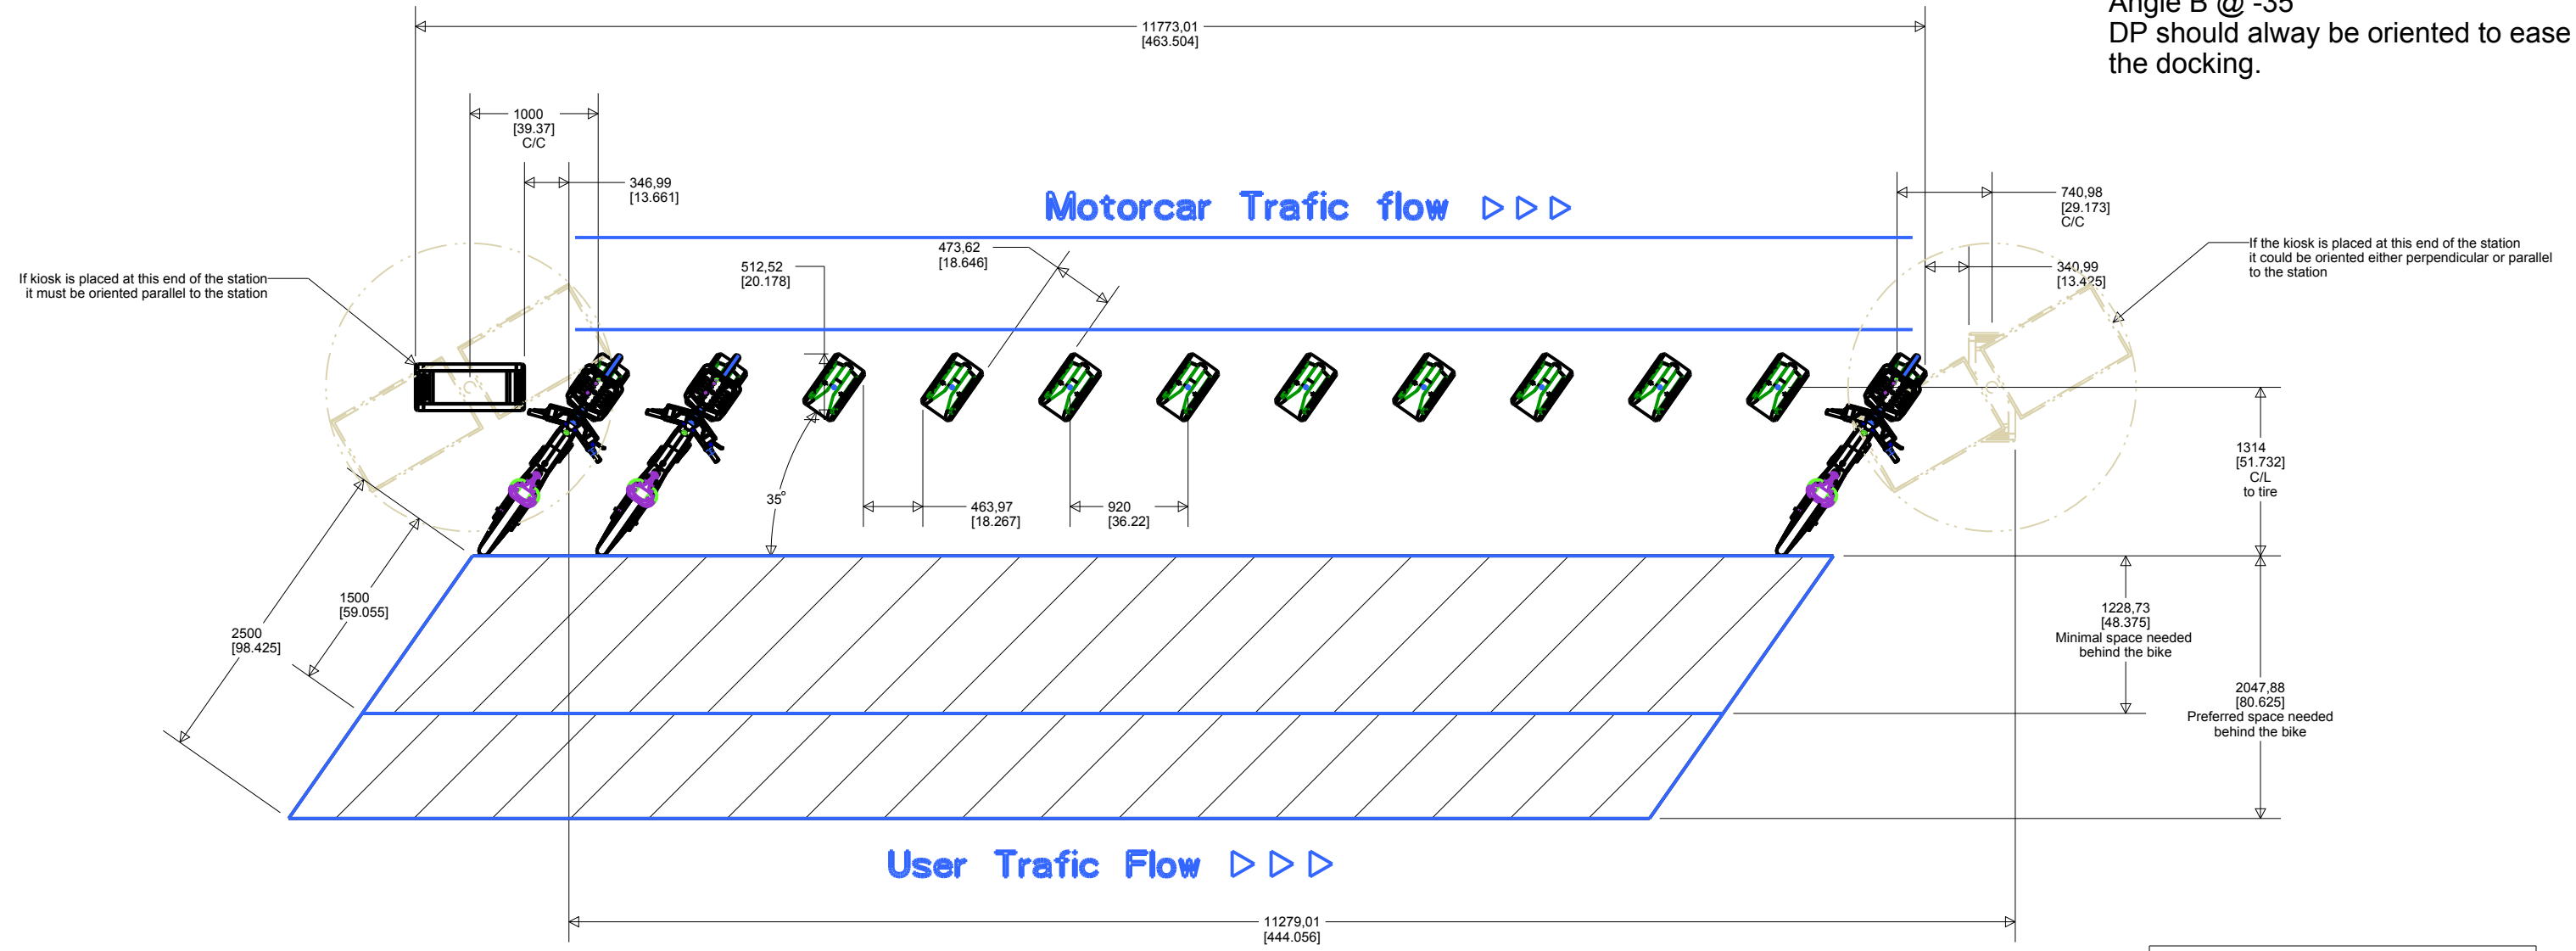 Angle B @ -35
DP should alway be oriented to ease
the docking.
11773,01
[463.504]
1000
[39.37]
C/C
346,99
[13.661]
Motorcar Trafic flow
740,98
[29.173]
C/C
473,62
[18.646]
512,52
[20.178]
340,99
[13.425]
If kiosk is placed at this end of the station
it must be oriented parallel to the station
If the kiosk is placed at this end of the station
it could be oriented either perpendicular or parallel
to the station
C
C
35°
463,97
[18.267]
920
[36.22]
1314
[51.732]
C/L
to tire
1500
[59.055]
2500
[98.425]
1228,73
[48.375]
Minimal space needed
behind the bike
2047,88
[80.625]
Preferred space needed
behind the bike
User Trafic Flow
11279,01
[444.056]